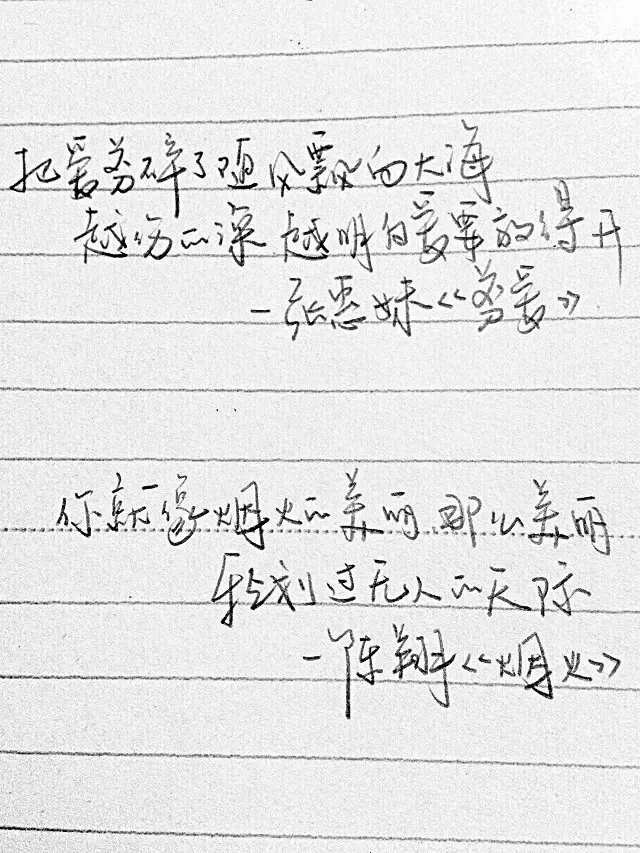 把爱剪碎了随风飘向大海
越伤的深 越明白爱要放得开
－张惠妹《剪爱》
你就像烟火的美丽 那么美丽
轻划过无人的天际
－陈翔《烟火》